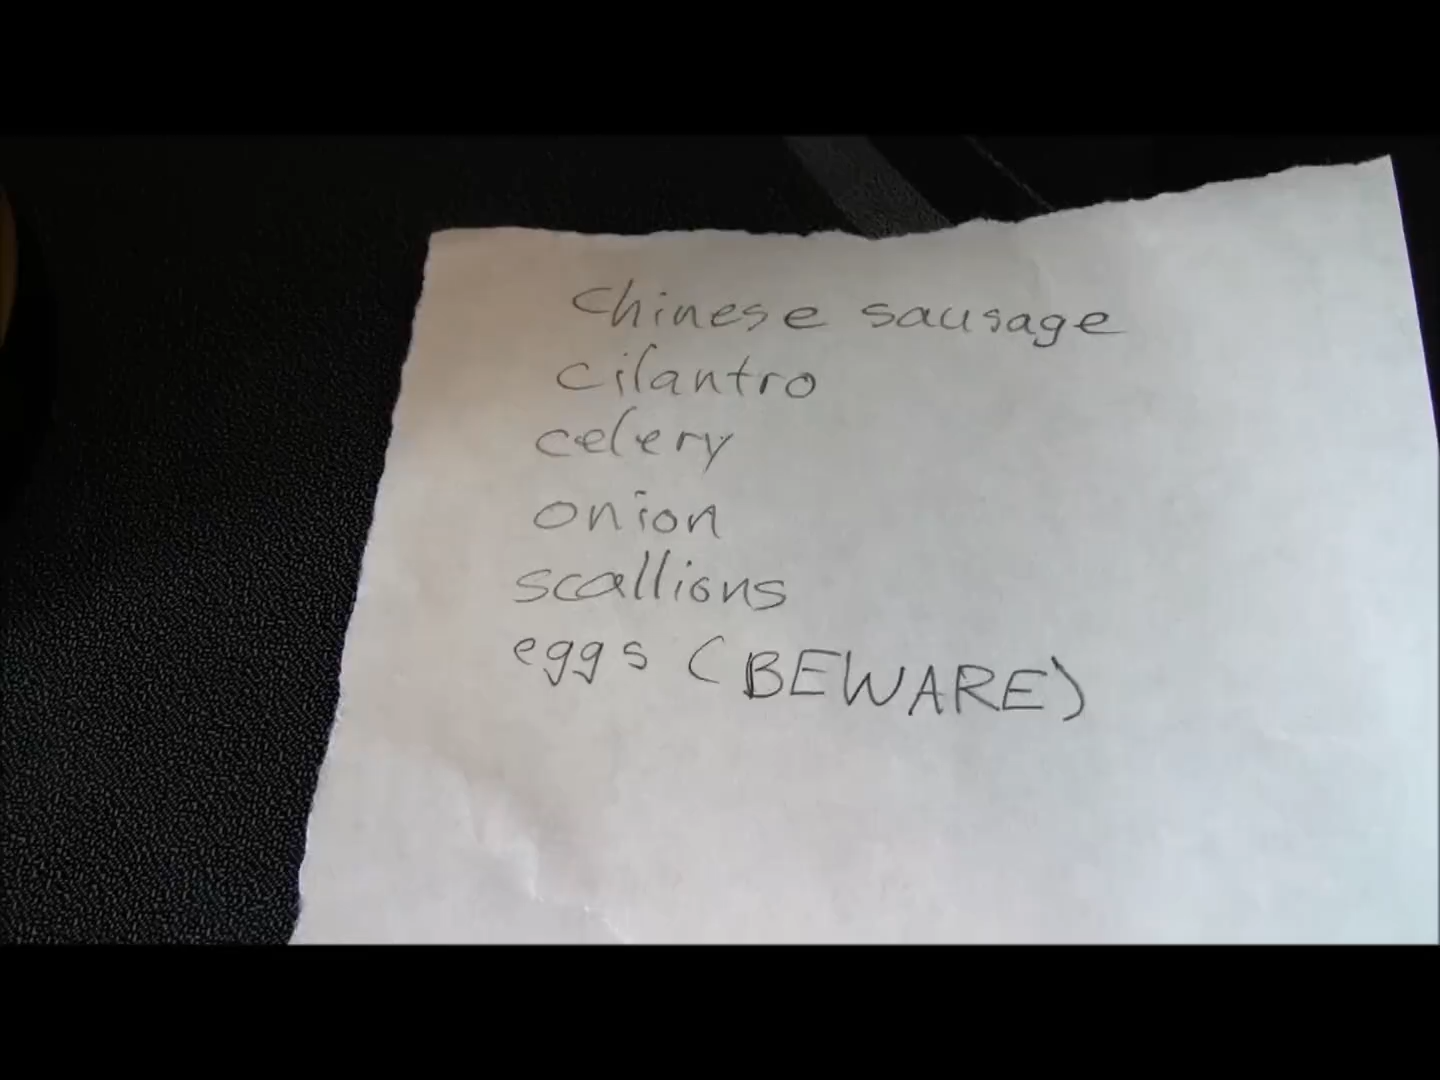 Chinese sausage
cilantro
celery
onion
scallions
eggs (BEWARE)